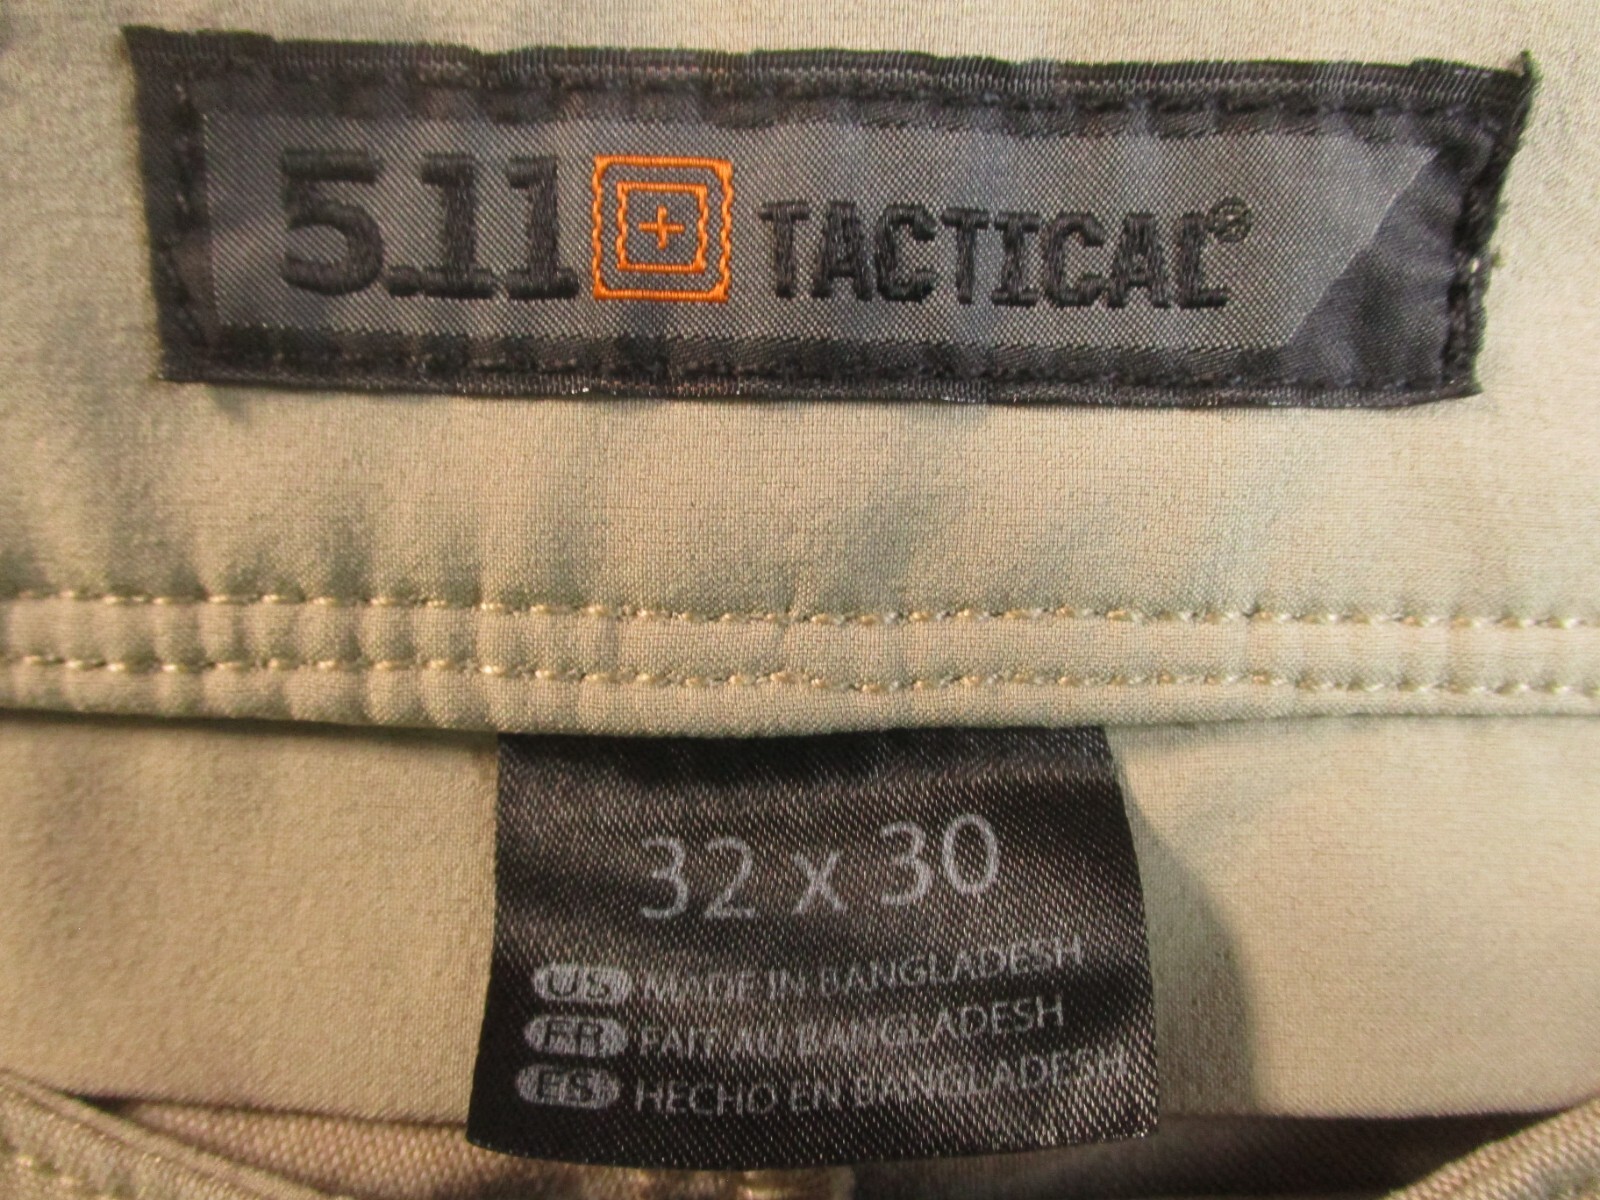 5.11 TACTICAL®
32 x 30
US MADE IN BANGLADESH
FR FAIT AU BANGLADESH
ES HECHO EN BANGLADESH